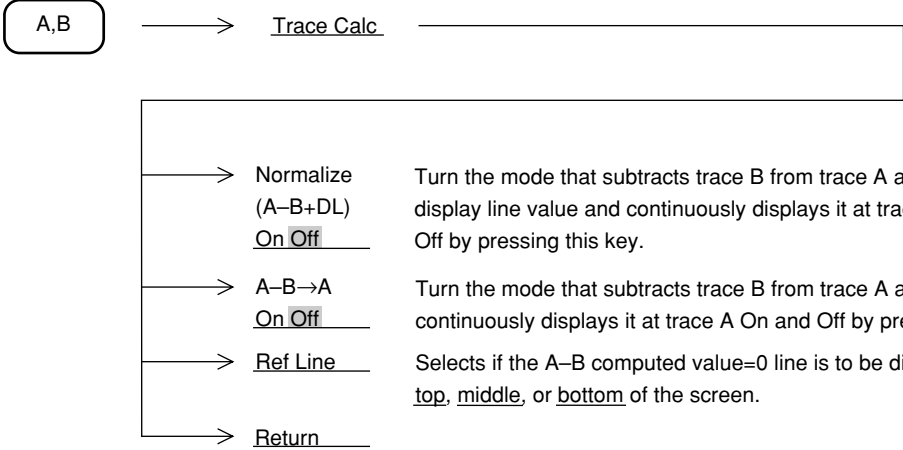 A,B
Trace Calc
Normalize
(A–B+DL)
On Off
Turn the mode that subtracts trace B from trace A a
display line value and continuously displays it at tra
Off by pressing this key.
A–B→A
On Off
Turn the mode that subtracts trace B from trace A a
continuously displays it at trace A On and Off by pr
Ref Line
Selects if the A–B computed value=0 line is to be di
top, middle, or bottom of the screen.
Return